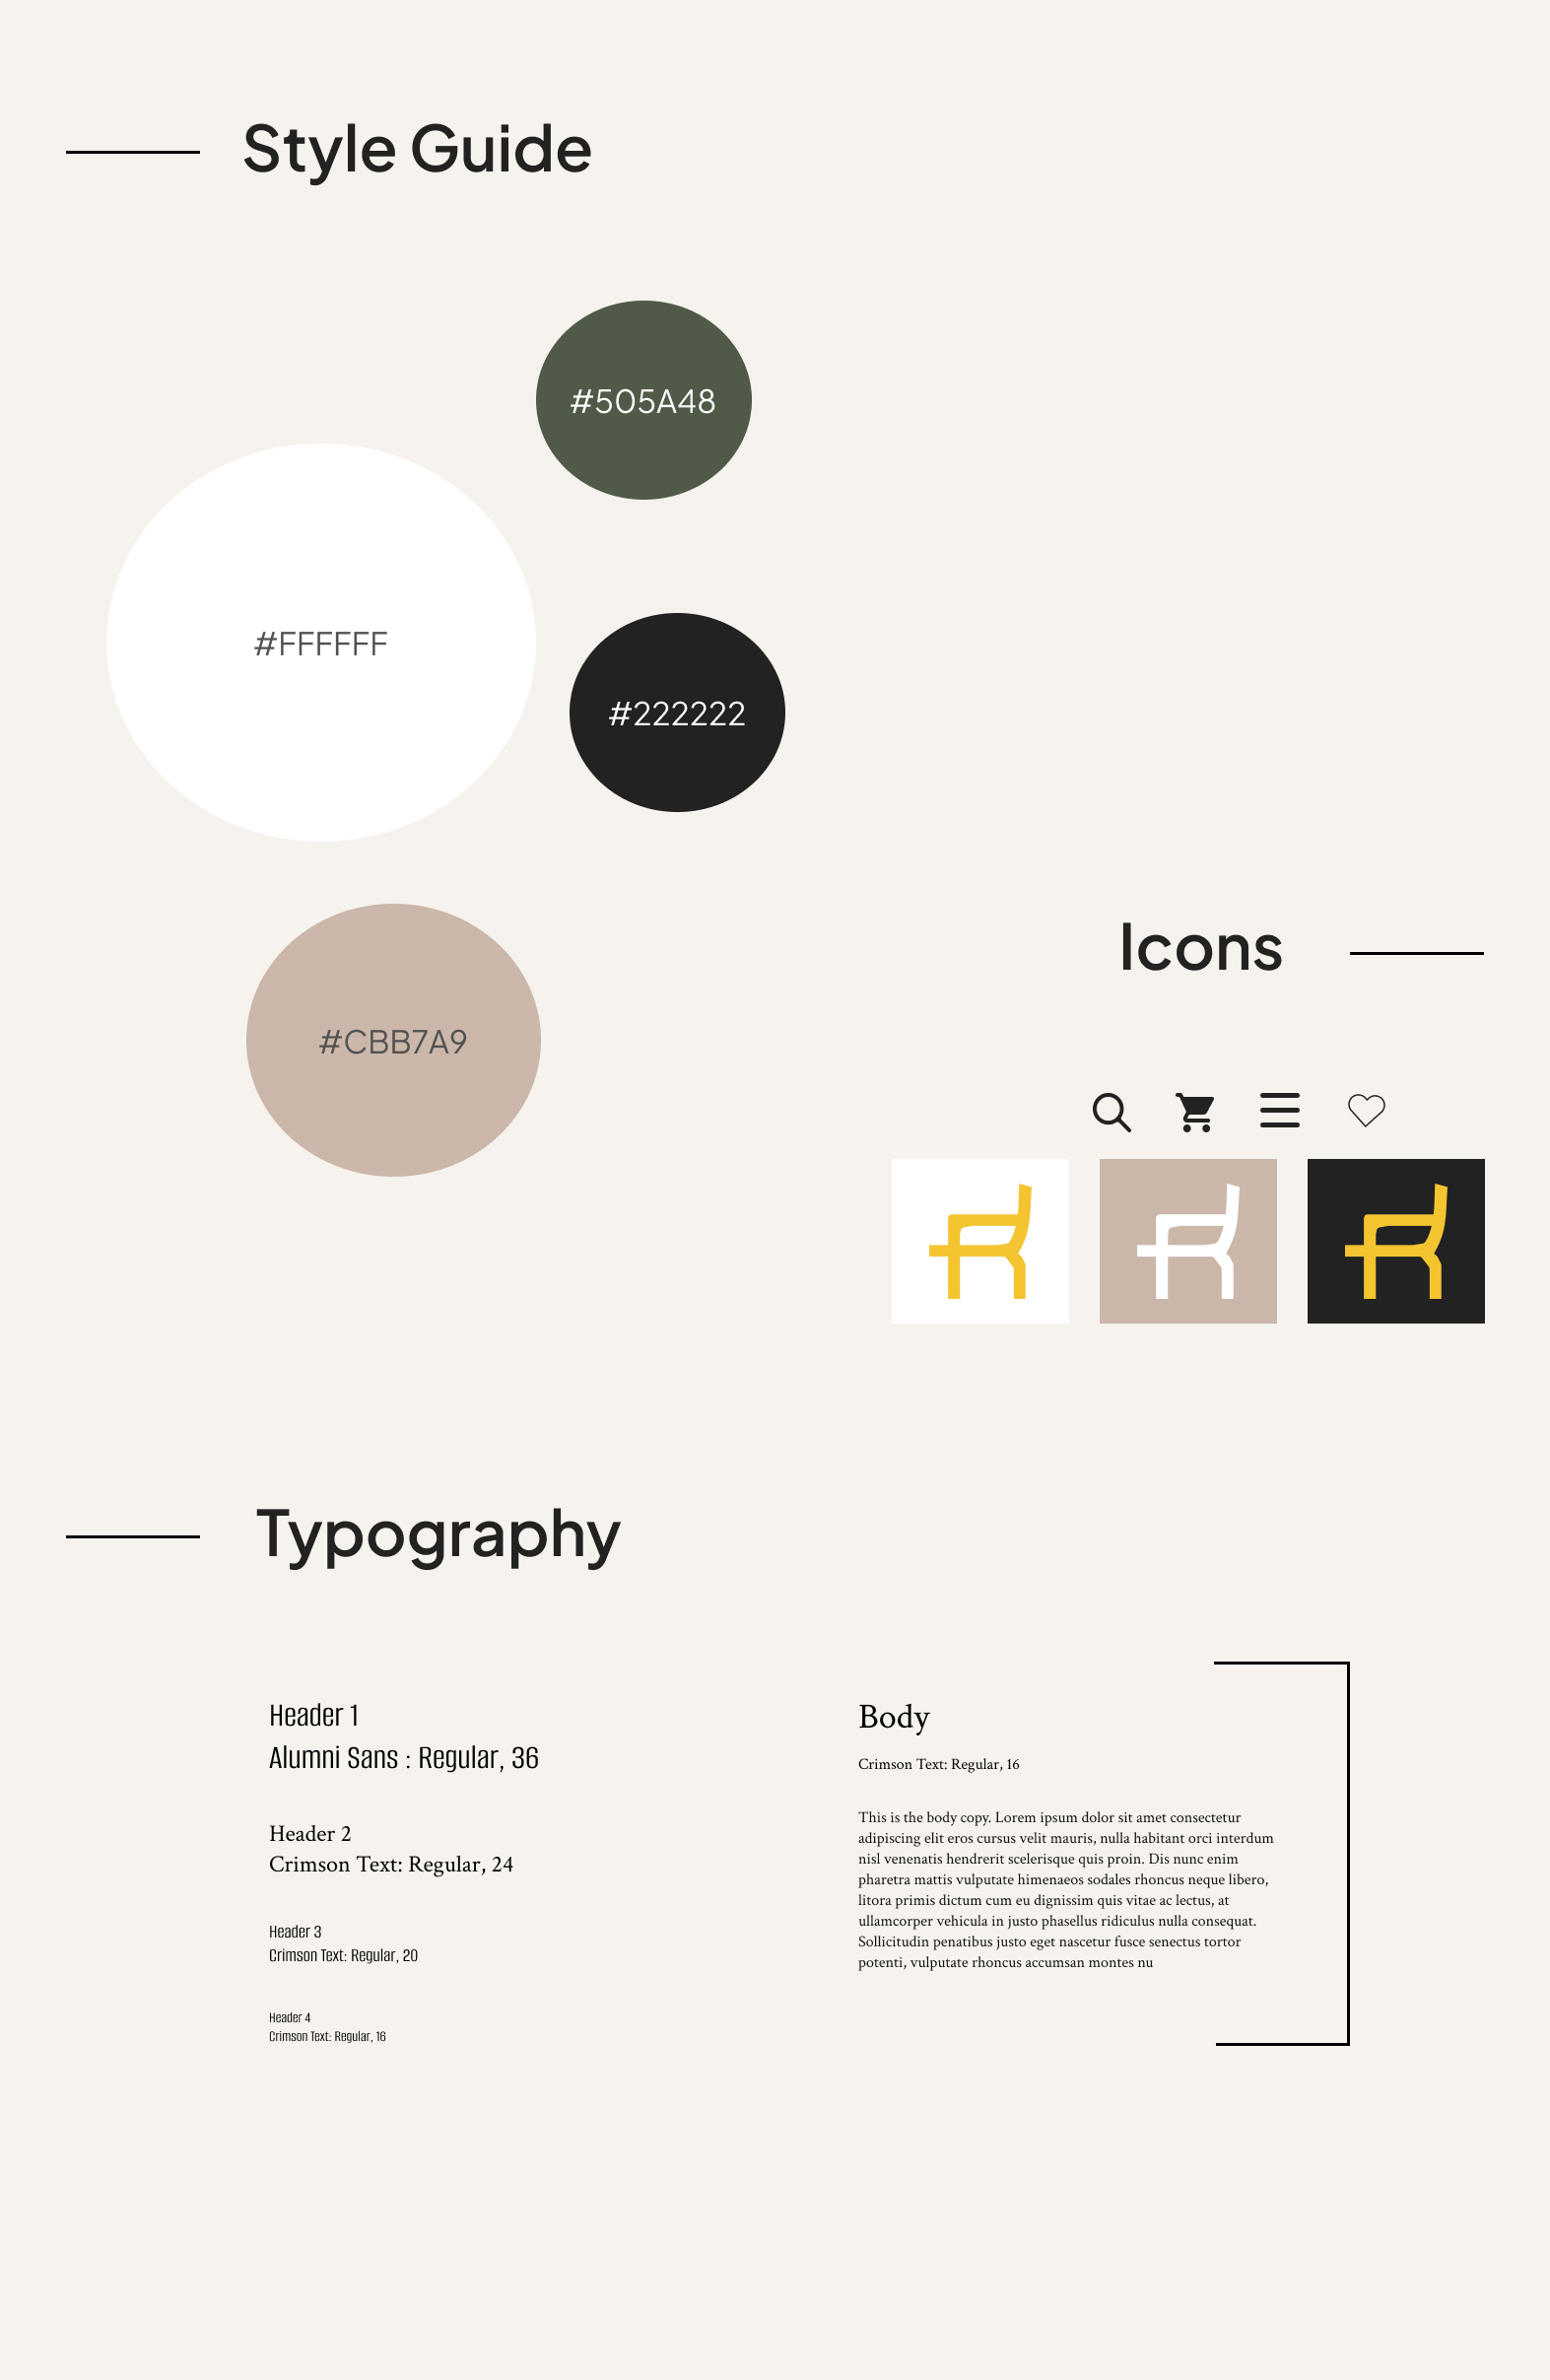 Style Guide
#505A48
#FFFFFF
#222222
#CBB7A9
Icons
Typography
Header 1
Alumni Sans : Regular, 36
Header 2
Crimson Text: Regular, 24
Header 3
Crimson Text: Regular, 20
Header 4
Crimson Text: Regular, 16
Body
Crimson Text: Regular, 16
This is the body copy. Lorem ipsum dolor sit amet consectetur
adipiscing elit eros cursus velit mauris, nulla habitant orci interdum
nisl venenatis hendrerit scelerisque quis proin. Dis nunc enim
pharetra mattis vulputate himenaeos sodales rhoncus neque libero,
litora primis dictum cum eu dignissim quis vitae ac lectus, at
ullamcorper vehicula in justo phasellus ridiculus nulla consequat.
Sollicitudin penatibus justo eget nascetur fusce senectus tortor
potenti, vulputate rhoncus accumsan montes nu